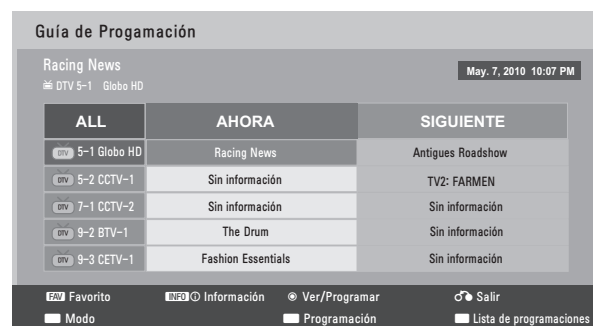 Guía de Progamación
Racing News
May. 7, 2010 10:07 PM
DTV 5-1 Globo HD
ALL AHORA SIGUIENTE
DTV 5-1 Globo HD Racing News Antigues Roadshow
DTV 5-2 CCTV-1 Sin información TV2: FARMEN
DTV 7-1 CCTV-2 Sin información Sin información
DTV 9-2 BTV-1 The Drum Sin información
DTV 9-3 CETV-1 Fashion Essentials Sin información
FAV Favorito INFO Información Ver/Programar Salir
Modo Programación Lista de programaciones